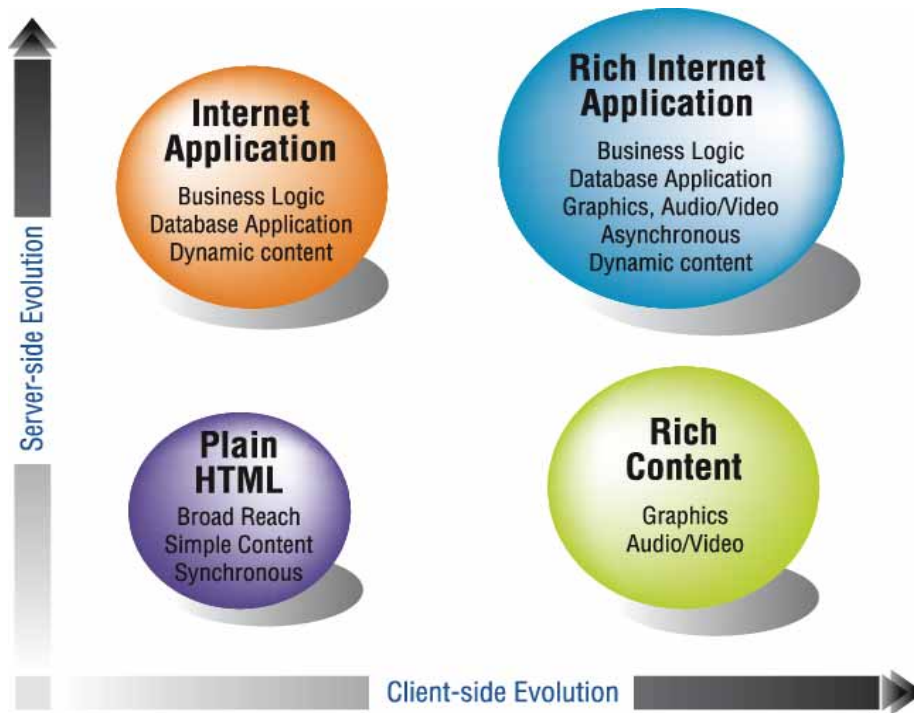 Internet
Application
Business Logic
Database Application
Dynamic content
Rich Internet
Application
Business Logic
Database Application
Graphics, Audio/Video
Asynchronous
Dynamic content
Server-side Evolution
Plain
HTML
Broad Reach
Simple Content
Synchronous
Rich
Content
Graphics
Audio/Video
Client-side Evolution